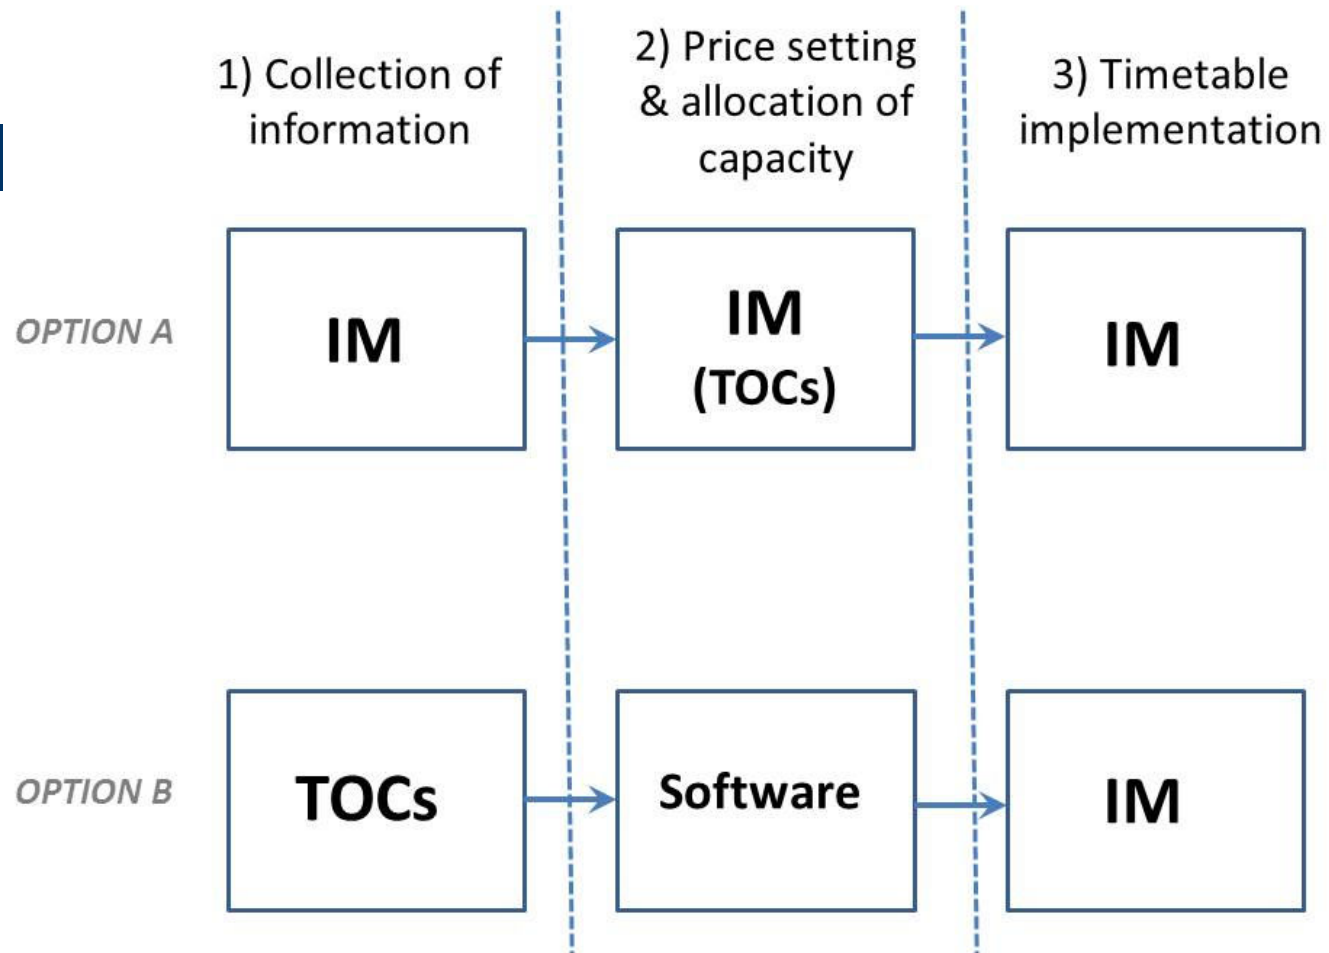 1) Collection of
information
2) Price setting
& allocation of
capacity
3) Timetable
implementation
OPTION A
IM
IM
(TOCs)
IM
OPTION B
TOCs
Software
IM